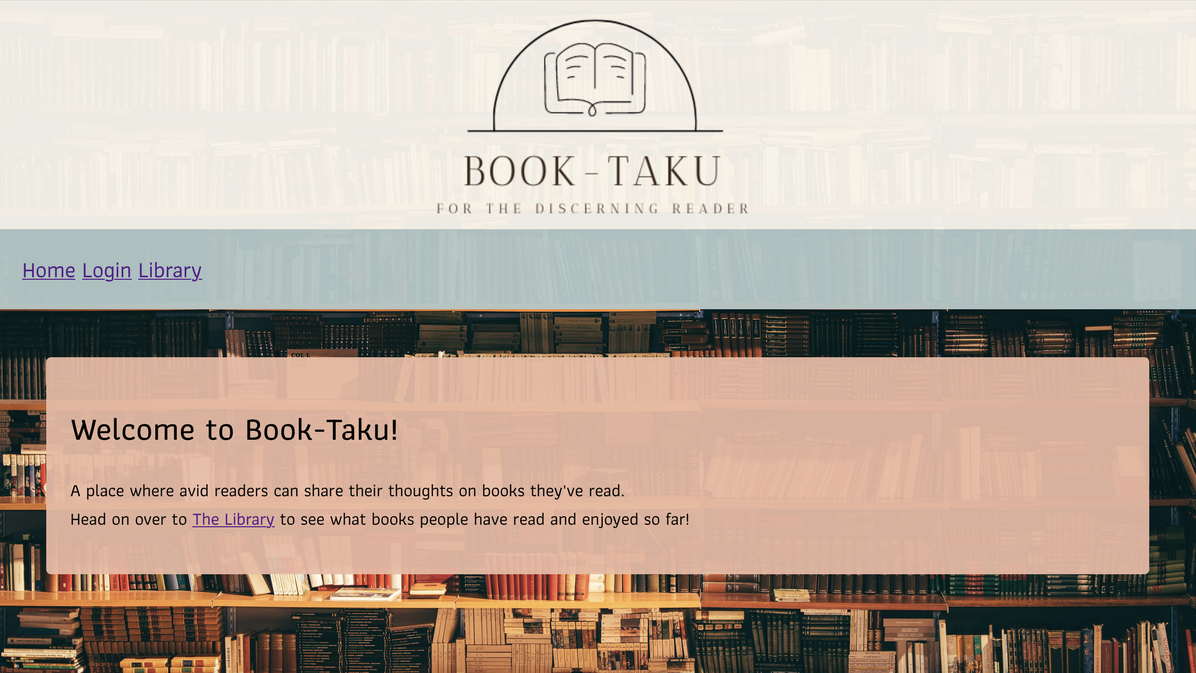 BOOK-TAKU
FOR THE DISCERNING READER
Home Login Library
Welcome to Book-Taku!
A place where avid readers can share their thoughts on books they've read.
Head on over to The Library to see what books people have read and enjoyed so far!